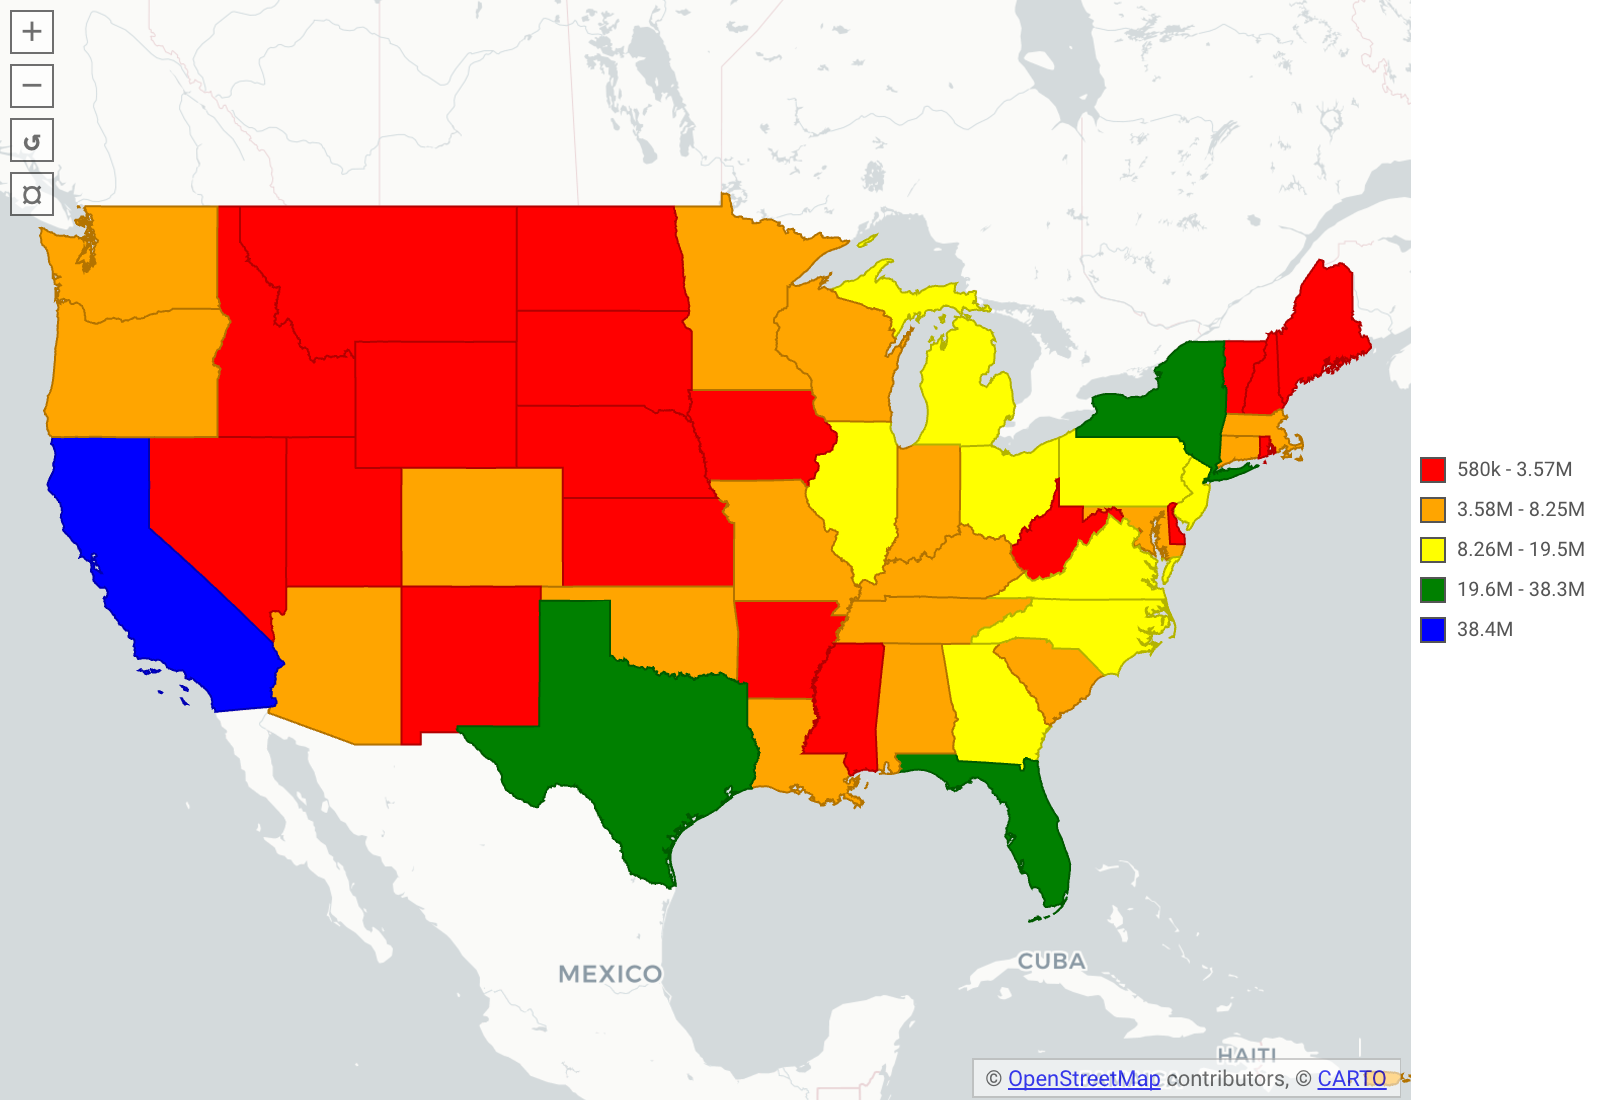 +
−
↺
¤
580k - 3.57M
3.58M - 8.25M
8.26M - 19.5M
19.6M - 38.3M
38.4M
MEXICO
CUBA
HAITI
© OpenStreetMap contributors, © CARTO